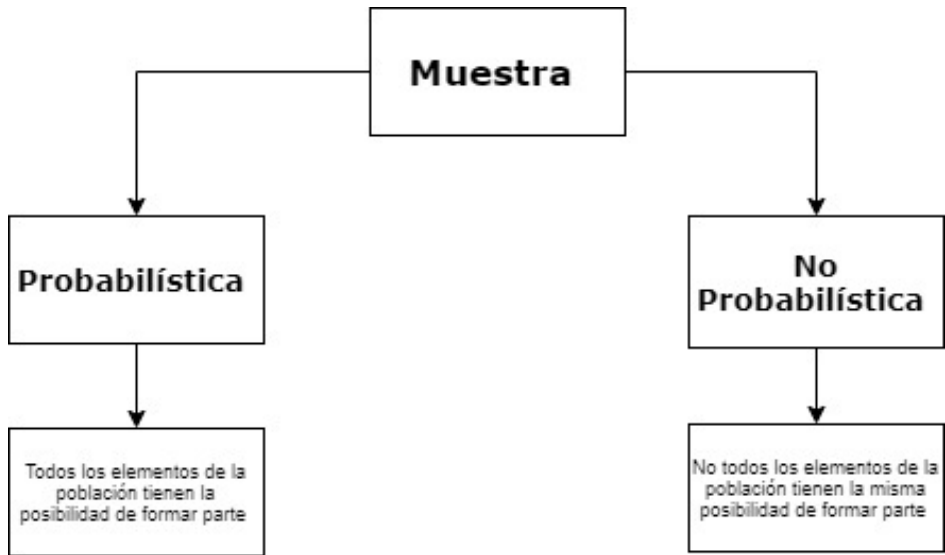 Muestra
Probabilística
No
Probabilística
Todos los elementos de la
población tienen la
posibilidad de formar parte
No todos los elementos de la
población tienen la misma
posibilidad de formar parte